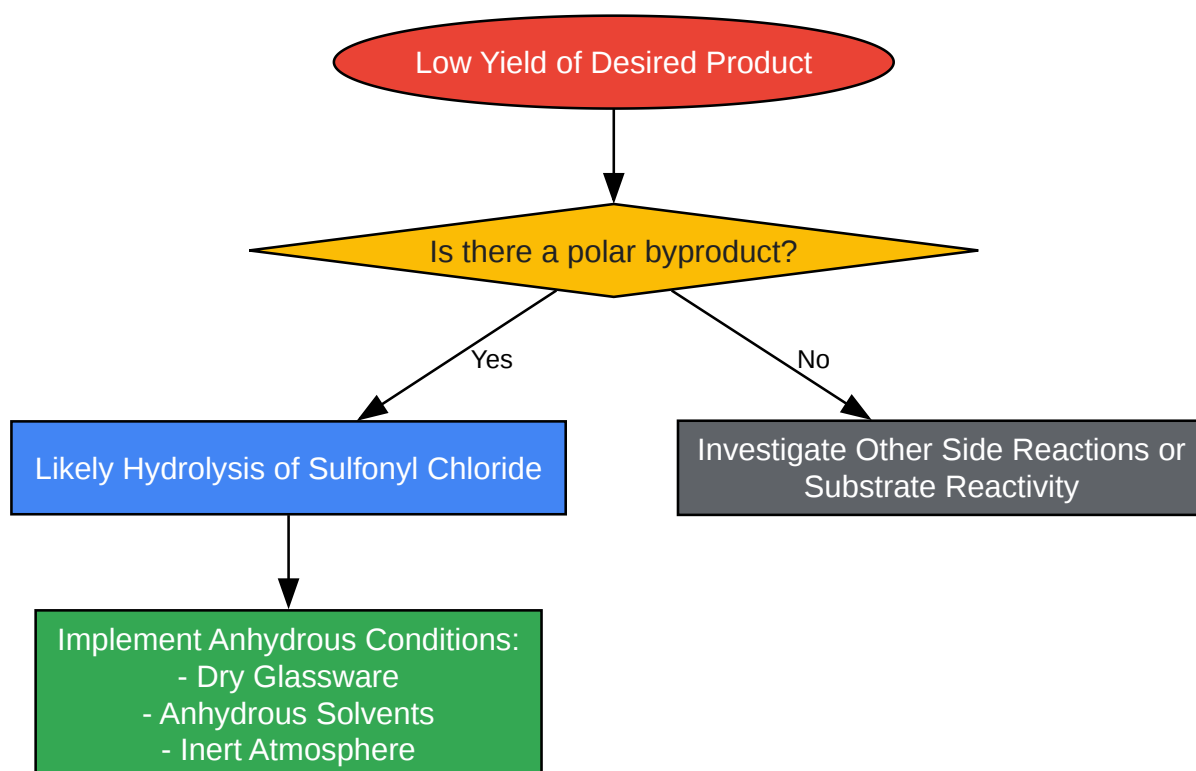 Low Yield of Desired Product
Is there a polar byproduct?
Yes
No
Likely Hydrolysis of Sulfonyl Chloride
Investigate Other Side Reactions or
Substrate Reactivity
Implement Anhydrous Conditions:
- Dry Glassware
- Anhydrous Solvents
- Inert Atmosphere